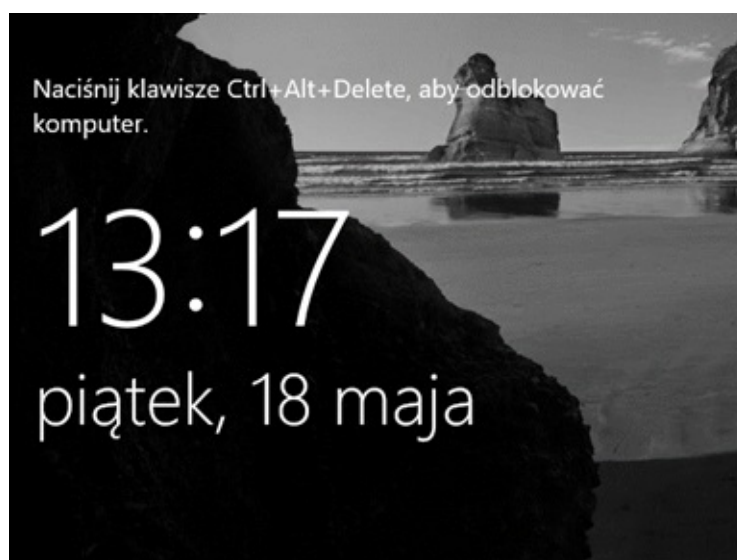 Naciśnij klawisze Ctrl+Alt+Delete, aby odblokować
komputer.
13:17
piątek, 18 maja